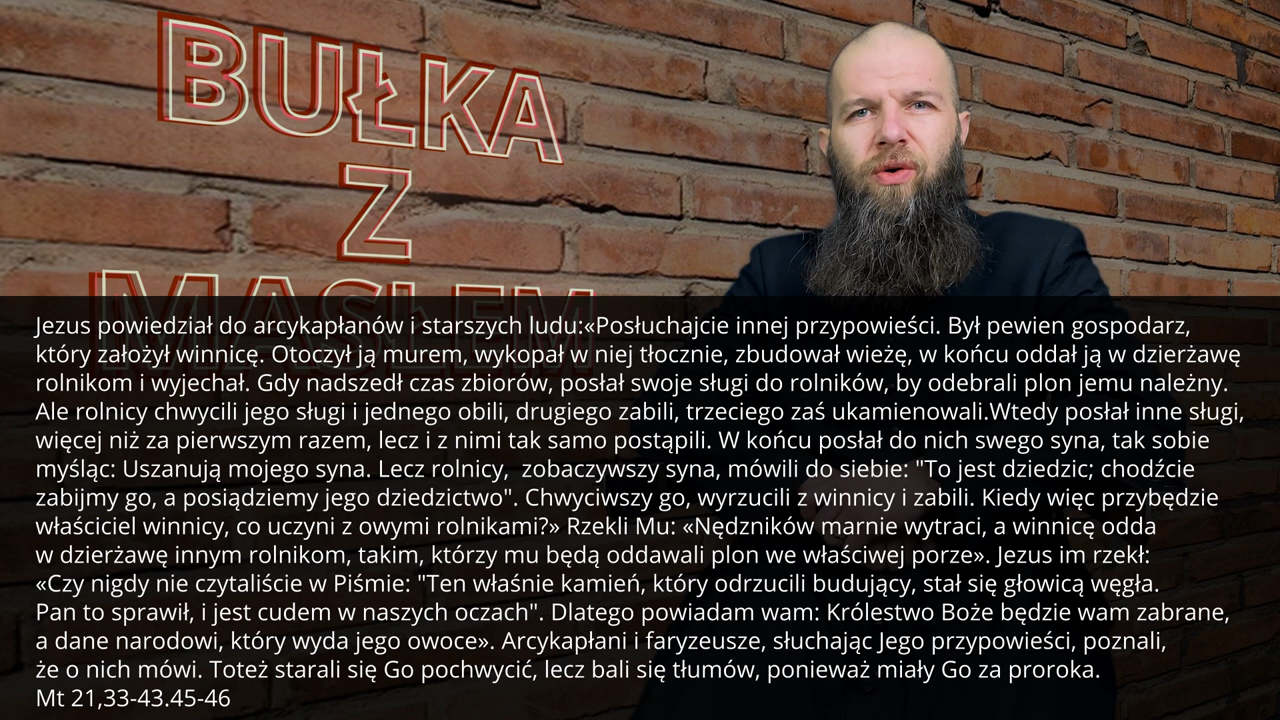 BUŁKA
Z
MASŁEM
Jezus powiedział do arcykapłanów i starszych ludu:«Posłuchajcie innej przypowieści. Był pewien gospodarz,
który założył winnicę. Otoczył ją murem, wykopał w niej tłocznie, zbudował wieżę, w końcu oddał ją w dzierżawę
rolnikom i wyjechał. Gdy nadszedł czas zbiorów, posłał swoje sługi do rolników, by odebrali plon jemu należny.
Ale rolnicy chwycili jego sługi i jednego obili, drugiego zabili, trzeciego zaś ukamienowali.Wtedy posłał inne sługi,
więcej niż za pierwszym razem, lecz i z nimi tak samo postąpili. W końcu posłał do nich swego syna, tak sobie
myśląc: Uszanują mojego syna. Lecz rolnicy,  zobaczywszy syna, mówili do siebie: "To jest dziedzic; chodźcie
zabijmy go, a posiądziemy jego dziedzictwo". Chwyciwszy go, wyrzucili z winnicy i zabili. Kiedy więc przybędzie
właściciel winnicy, co uczyni z owymi rolnikami?» Rzekli Mu: «Nędzników marnie wytraci, a winnicę odda
w dzierżawę innym rolnikom, takim, którzy mu będą oddawali plon we właściwej porze». Jezus im rzekł:
«Czy nigdy nie czytaliście w Piśmie: "Ten właśnie kamień, który odrzucili budujący, stał się głowicą węgła.
Pan to sprawił, i jest cudem w naszych oczach". Dlatego powiadam wam: Królestwo Boże będzie wam zabrane,
a dane narodowi, który wyda jego owoce». Arcykapłani i faryzeusze, słuchając Jego przypowieści, poznali,
że o nich mówi. Toteż starali się Go pochwycić, lecz bali się tłumów, ponieważ miały Go za proroka.
Mt 21,33-43.45-46